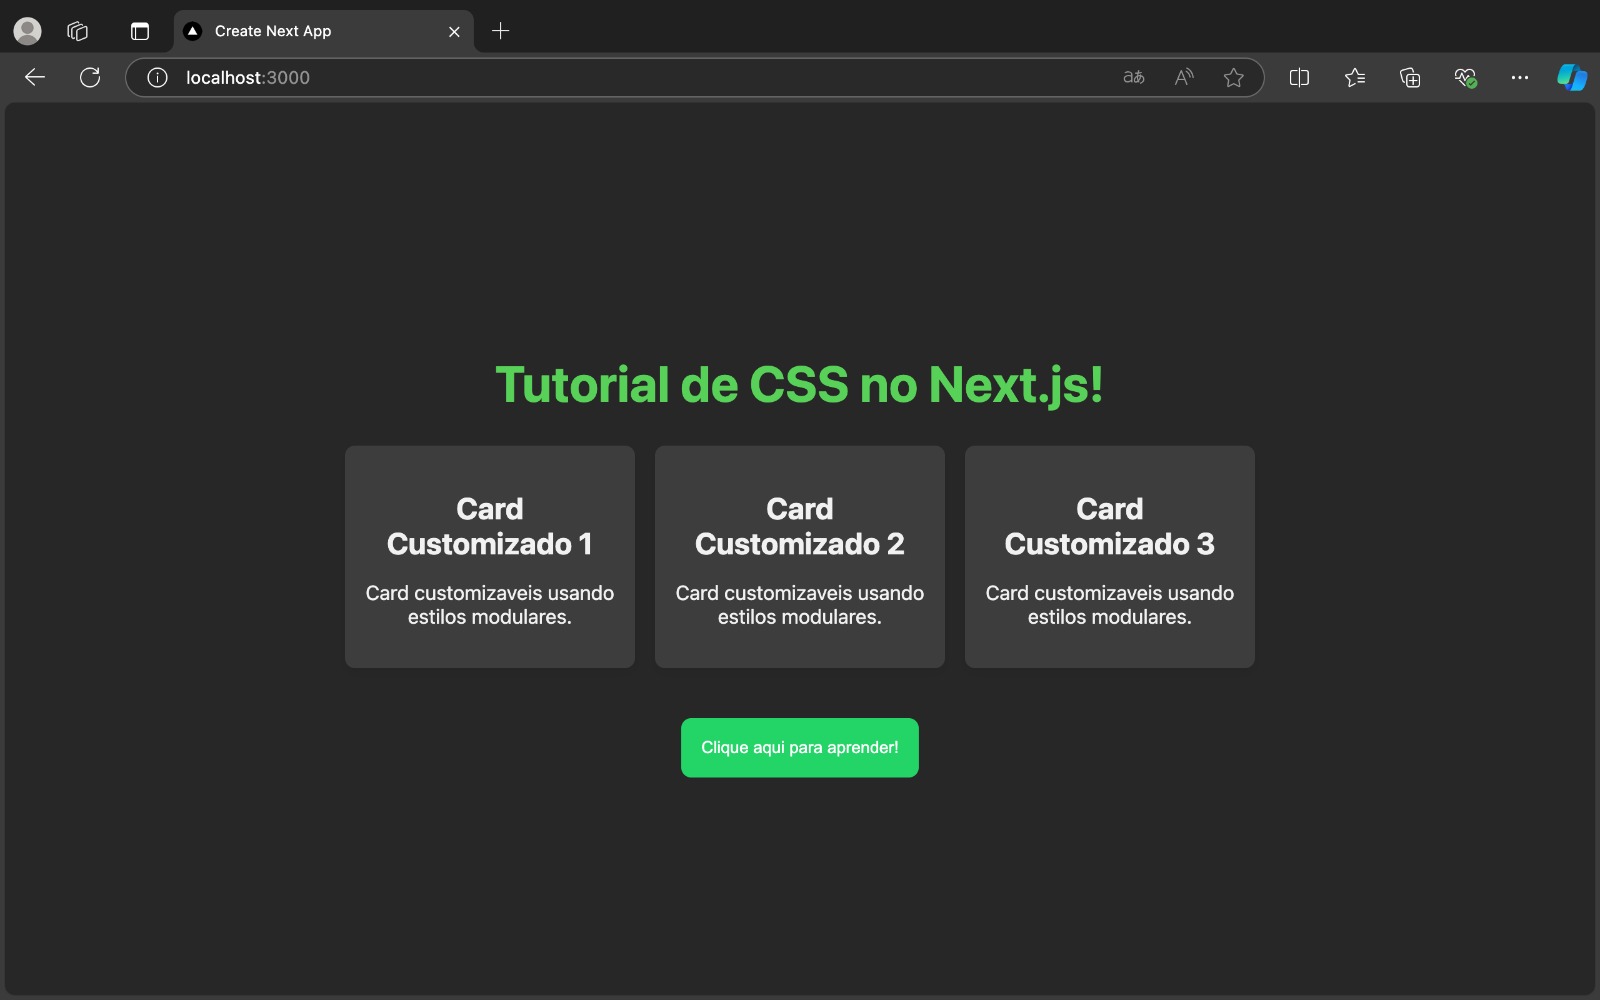 Create Next App
localhost:3000
aあ
Tutorial de CSS no Next.js!
Card
Customizado 1
Card customizaveis usando
estilos modulares.
Card
Customizado 2
Card customizaveis usando
estilos modulares.
Card
Customizado 3
Card customizaveis usando
estilos modulares.
Clique aqui para aprender!